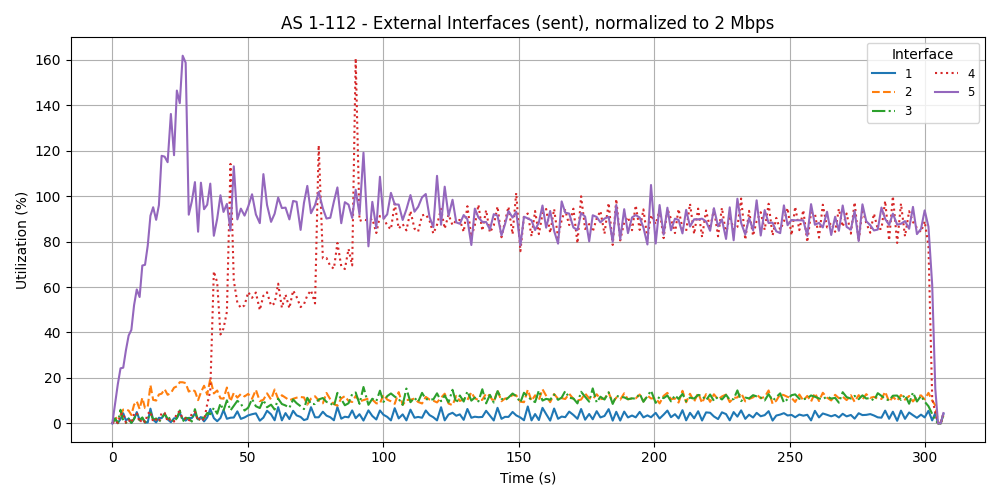 AS 1-112 - External Interfaces (sent), normalized to 2 Mbps
Interface
1
2
3
4
5
Utilization (%)
160
140
120
100
80
60
40
20
0
0 50 100 150 200 250 300
Time (s)